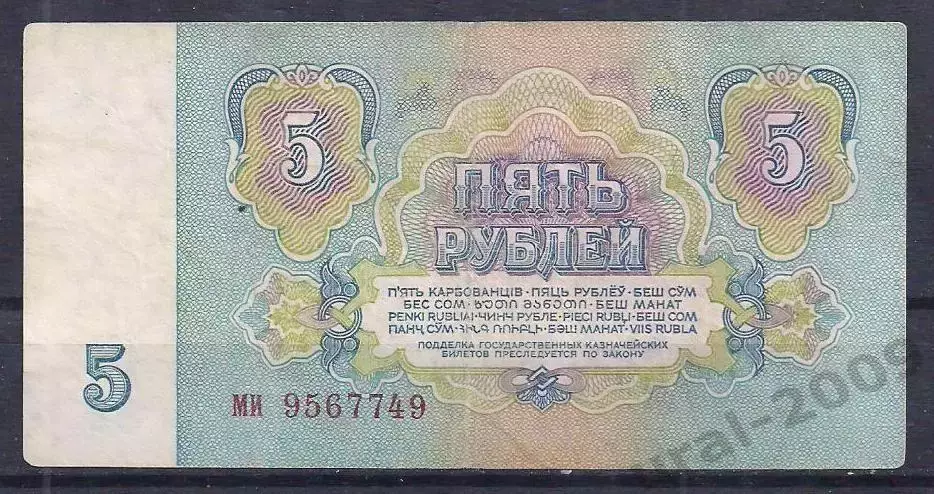 5 5
ПЯТЬ
РУБЛЕЙ
П'ЯТЬ КАРБОВАНЦІВ · ПЯЦЬ РУБЛЁЎ · БЕШ СЎМ
БЕС СОМ · ᲮᲣᲗᲘ ᲛᲐᲜᲔᲗᲘ · БЕШ МАНАТ
PENKI RUBLIAI · ЧИНЧ РУБЛЕ · PIECI RUBĻI · БЕШ СОМ
ПАНҶ СӮМ · ՀԻՆԳ ՌՈՒԲԼԻ · БӘШ МАНАТ · VIIS RUBLA
ПОДДЕЛКА ГОСУДАРСТВЕННЫХ КАЗНАЧЕЙСКИХ
БИЛЕТОВ ПРЕСЛЕДУЕТСЯ ПО ЗАКОНУ
5
МИ 9567749